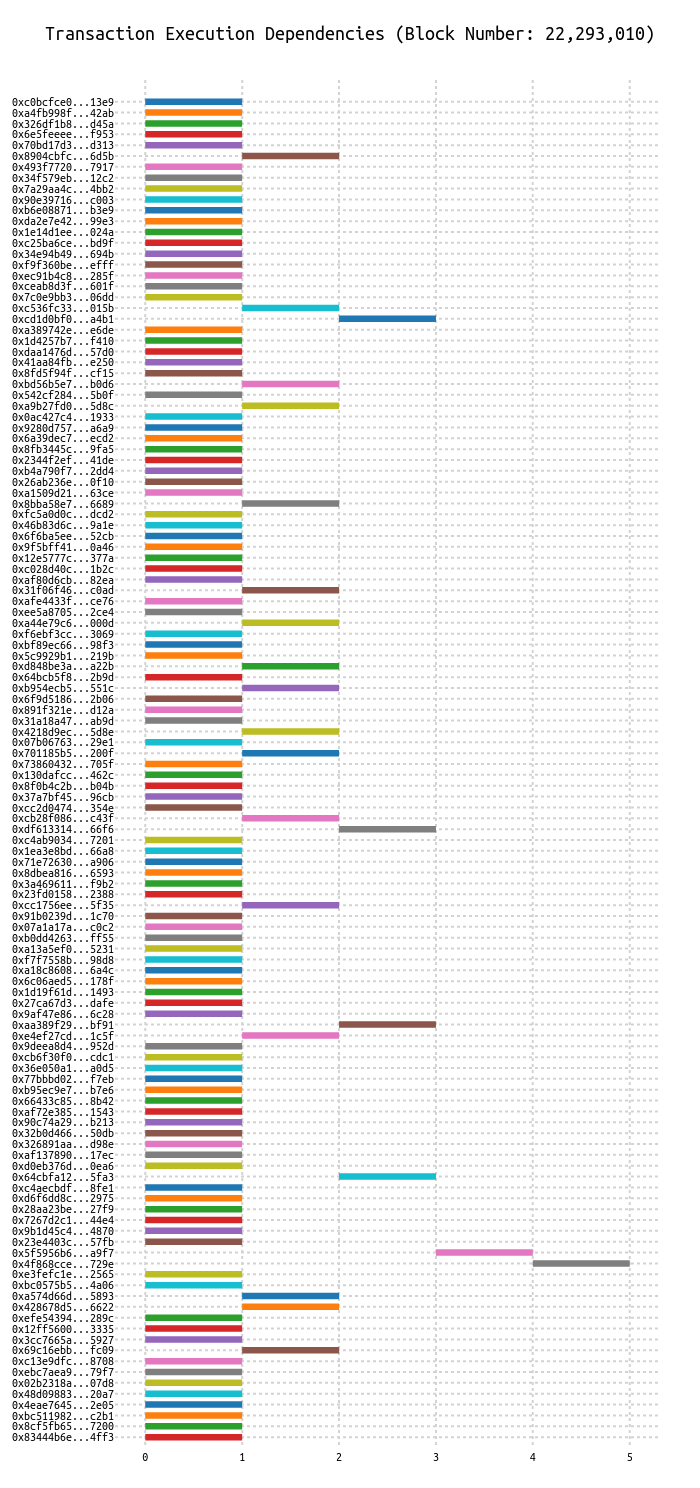 Transaction Execution Dependencies (Block Number: 22,293,010)
0xc0bcfce0...13e9
0xa4fb998f...42ab
0x326df1b8...d45a
0x6e5feeee...f953
0x70bd17d3...d313
0x8904cbfc...6d5b
0x493f7720...7917
0x34f579eb...12c2
0x7a29aa4c...4bb2
0x90e39716...c003
0xb6e08871...b3e9
0xda2e7e42...99e3
0x1e14d1ee...024a
0xc25ba6ce...bd9f
0x34e94b49...694b
0xf9f360be...efff
0xec91b4c8...285f
0xceab8d3f...601f
0x7c0e9bb3...06dd
0xc536fc33...015b
0xcd1d0bf0...a4b1
0xa389742e...e6de
0x1d4257b7...f410
0xdaa1476d...57d0
0x41aa84fb...e250
0x8fd5f94f...cf15
0xbd56b5e7...b0d6
0x542cf284...5b0f
0xa9b27fd0...5d8c
0x0ac427c4...1933
0x9280d757...a6a9
0x6a39dec7...ecd2
0x8fb3445c...9fa5
0x2344f2ef...41de
0xb4a790f7...2dd4
0x26ab236e...0f10
0xa1509d21...63ce
0x8bba58e7...6689
0xfc5a0d0c...dcd2
0x46b83d6c...9a1e
0x6f6ba5ee...52cb
0x9f5bff41...0a46
0x12e5777c...377a
0xc028d40c...1b2c
0xaf80d6cb...82ea
0x31f06f46...c0ad
0xafe4433f...ce76
0xee5a8705...2ce4
0xa44e79c6...000d
0xf6ebf3cc...3069
0xbf89ec66...98f3
0x5c9929b1...219b
0xd848be3a...a22b
0x64bcb5f8...2b9d
0xb954ecb5...551c
0x6f9d5186...2b06
0x891f321e...d12a
0x31a18a47...ab9d
0x4218d9ec...5d8e
0x07b06763...29e1
0x701185b5...200f
0x73860432...705f
0x130dafcc...462c
0x8f0b4c2b...b04b
0x37a7bf45...96cb
0xcc2d0474...354e
0xcb28f086...c43f
0xdf613314...66f6
0xc4ab9034...7201
0x1ea3e8bd...66a8
0x71e72630...a906
0x8dbea816...6593
0x3a469611...f9b2
0x23fd0158...2388
0xcc1756ee...5f35
0x91b0239d...1c70
0x07a1a17a...c0c2
0xb0dd4263...ff55
0xa13a5ef0...5231
0xf7f7558b...98d8
0xa18c8608...6a4c
0x6c06aed5...178f
0x1d19f61d...1493
0x27ca67d3...dafe
0x9af47e86...6c28
0xaa389f29...bf91
0xe4ef27cd...1c5f
0x9deea8d4...952d
0xcb6f30f0...cdc1
0x36e050a1...a0d5
0x77bbbd02...f7eb
0xb95ec9e7...b7e6
0x66433c85...8b42
0xaf72e385...1543
0x90c74a29...b213
0x32b0d466...50db
0x326891aa...d98e
0xaf137890...17ec
0xd0eb376d...0ea6
0x64cbfa12...5fa3
0xc4aecbdf...8fe1
0xd6f6dd8c...2975
0x28aa23be...27f9
0x7267d2c1...44e4
0x9b1d45c4...4870
0x23e4403c...57fb
0x5f5956b6...a9f7
0x4f868cce...729e
0xe3fefc1e...2565
0xbc0575b5...4a06
0xa574d66d...5893
0x428678d5...6622
0xefe54394...289c
0x12ff5600...3335
0x3cc7665a...5927
0x69c16ebb...fc09
0xc13e9dfc...8708
0xebc7aea9...79f7
0x02b2318a...07d8
0x48d09883...20a7
0x4eae7645...2e05
0xbc511982...c2b1
0x8cf5fb65...7200
0x83444b6e...4ff3
0 1 2 3 4 5